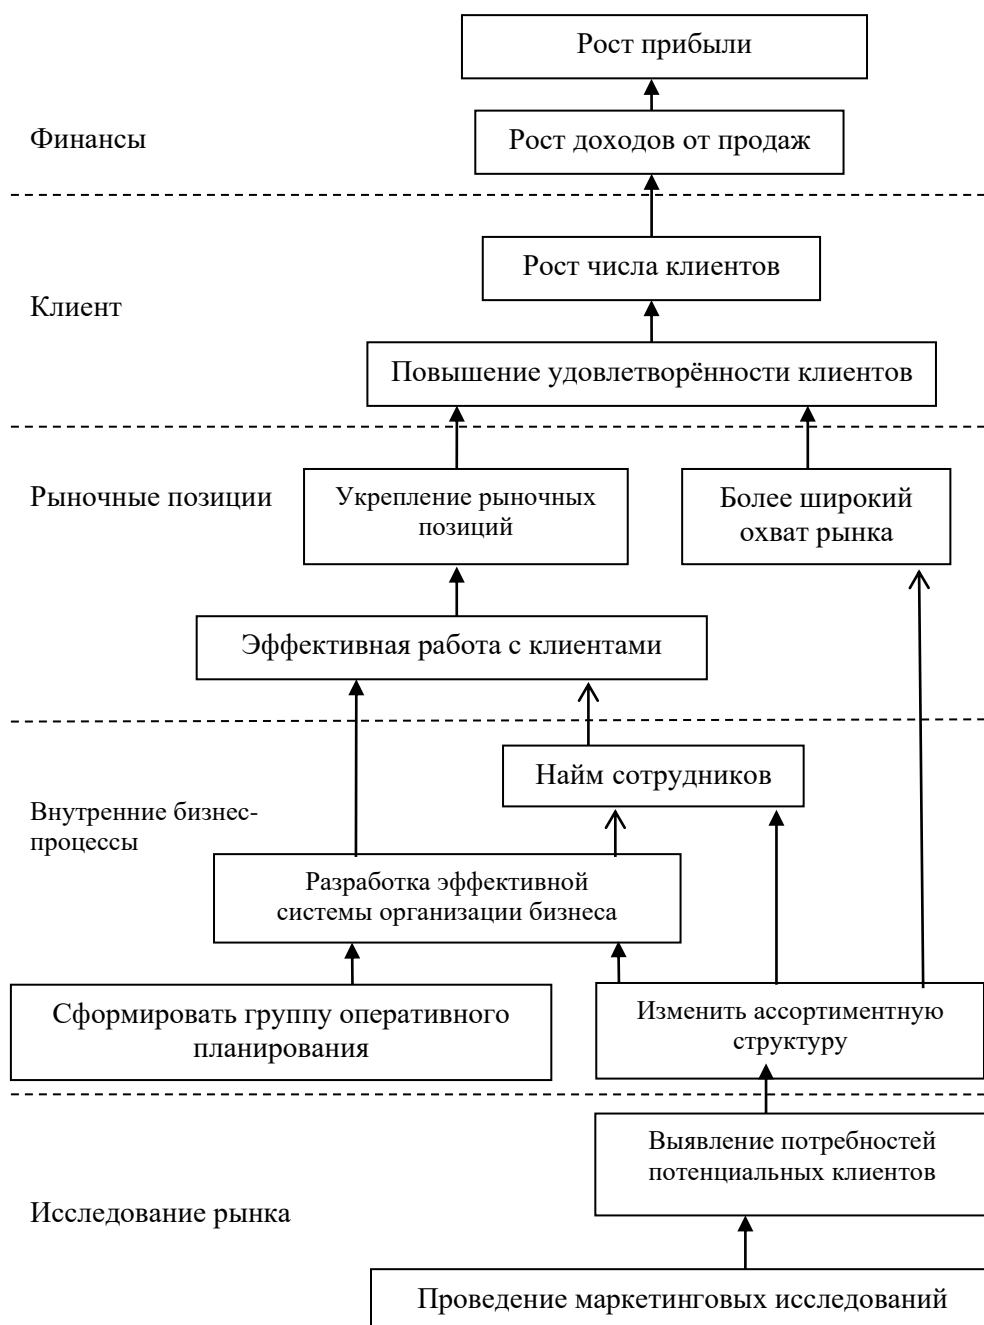 Рост прибыли
Финансы
Рост доходов от продаж
Рост числа клиентов
Клиент
Повышение удовлетворённости клиентов
Рыночные позиции
Укрепление рыночных
позиций
Более широкий
охват рынка
Эффективная работа с клиентами
Найм сотрудников
Внутренние бизнес-
процессы
Разработка эффективной
системы организации бизнеса
Сформировать группу оперативного
планирования
Изменить ассортиментную
структуру
Выявление потребностей
потенциальных клиентов
Исследование рынка
Проведение маркетинговых исследований